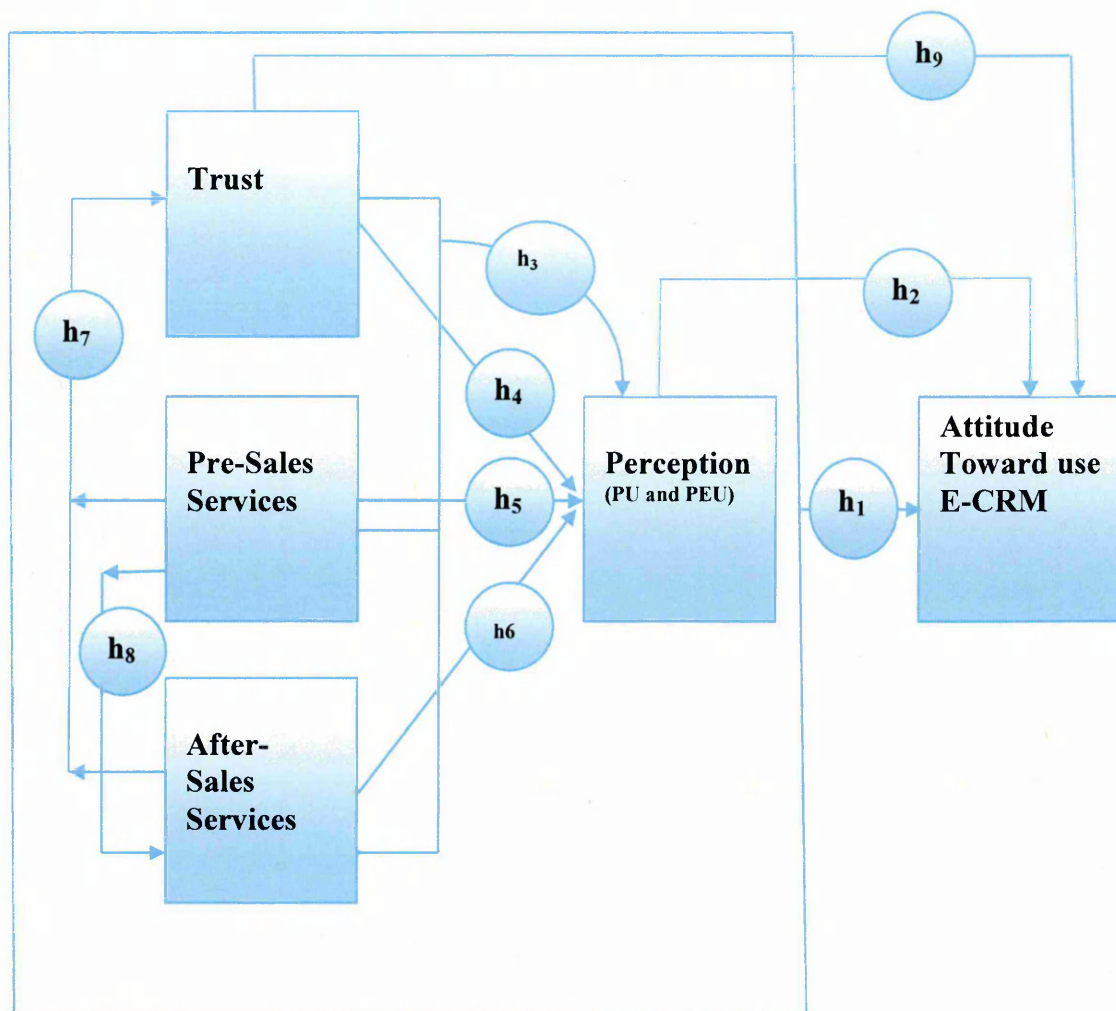 h9
Trust
h3
h7
h2
h4
Pre-Sales
Services
h5
Perception
(PU and PEU)
Attitude
Toward use
E-CRM
h1
h6
h8
After-
Sales
Services